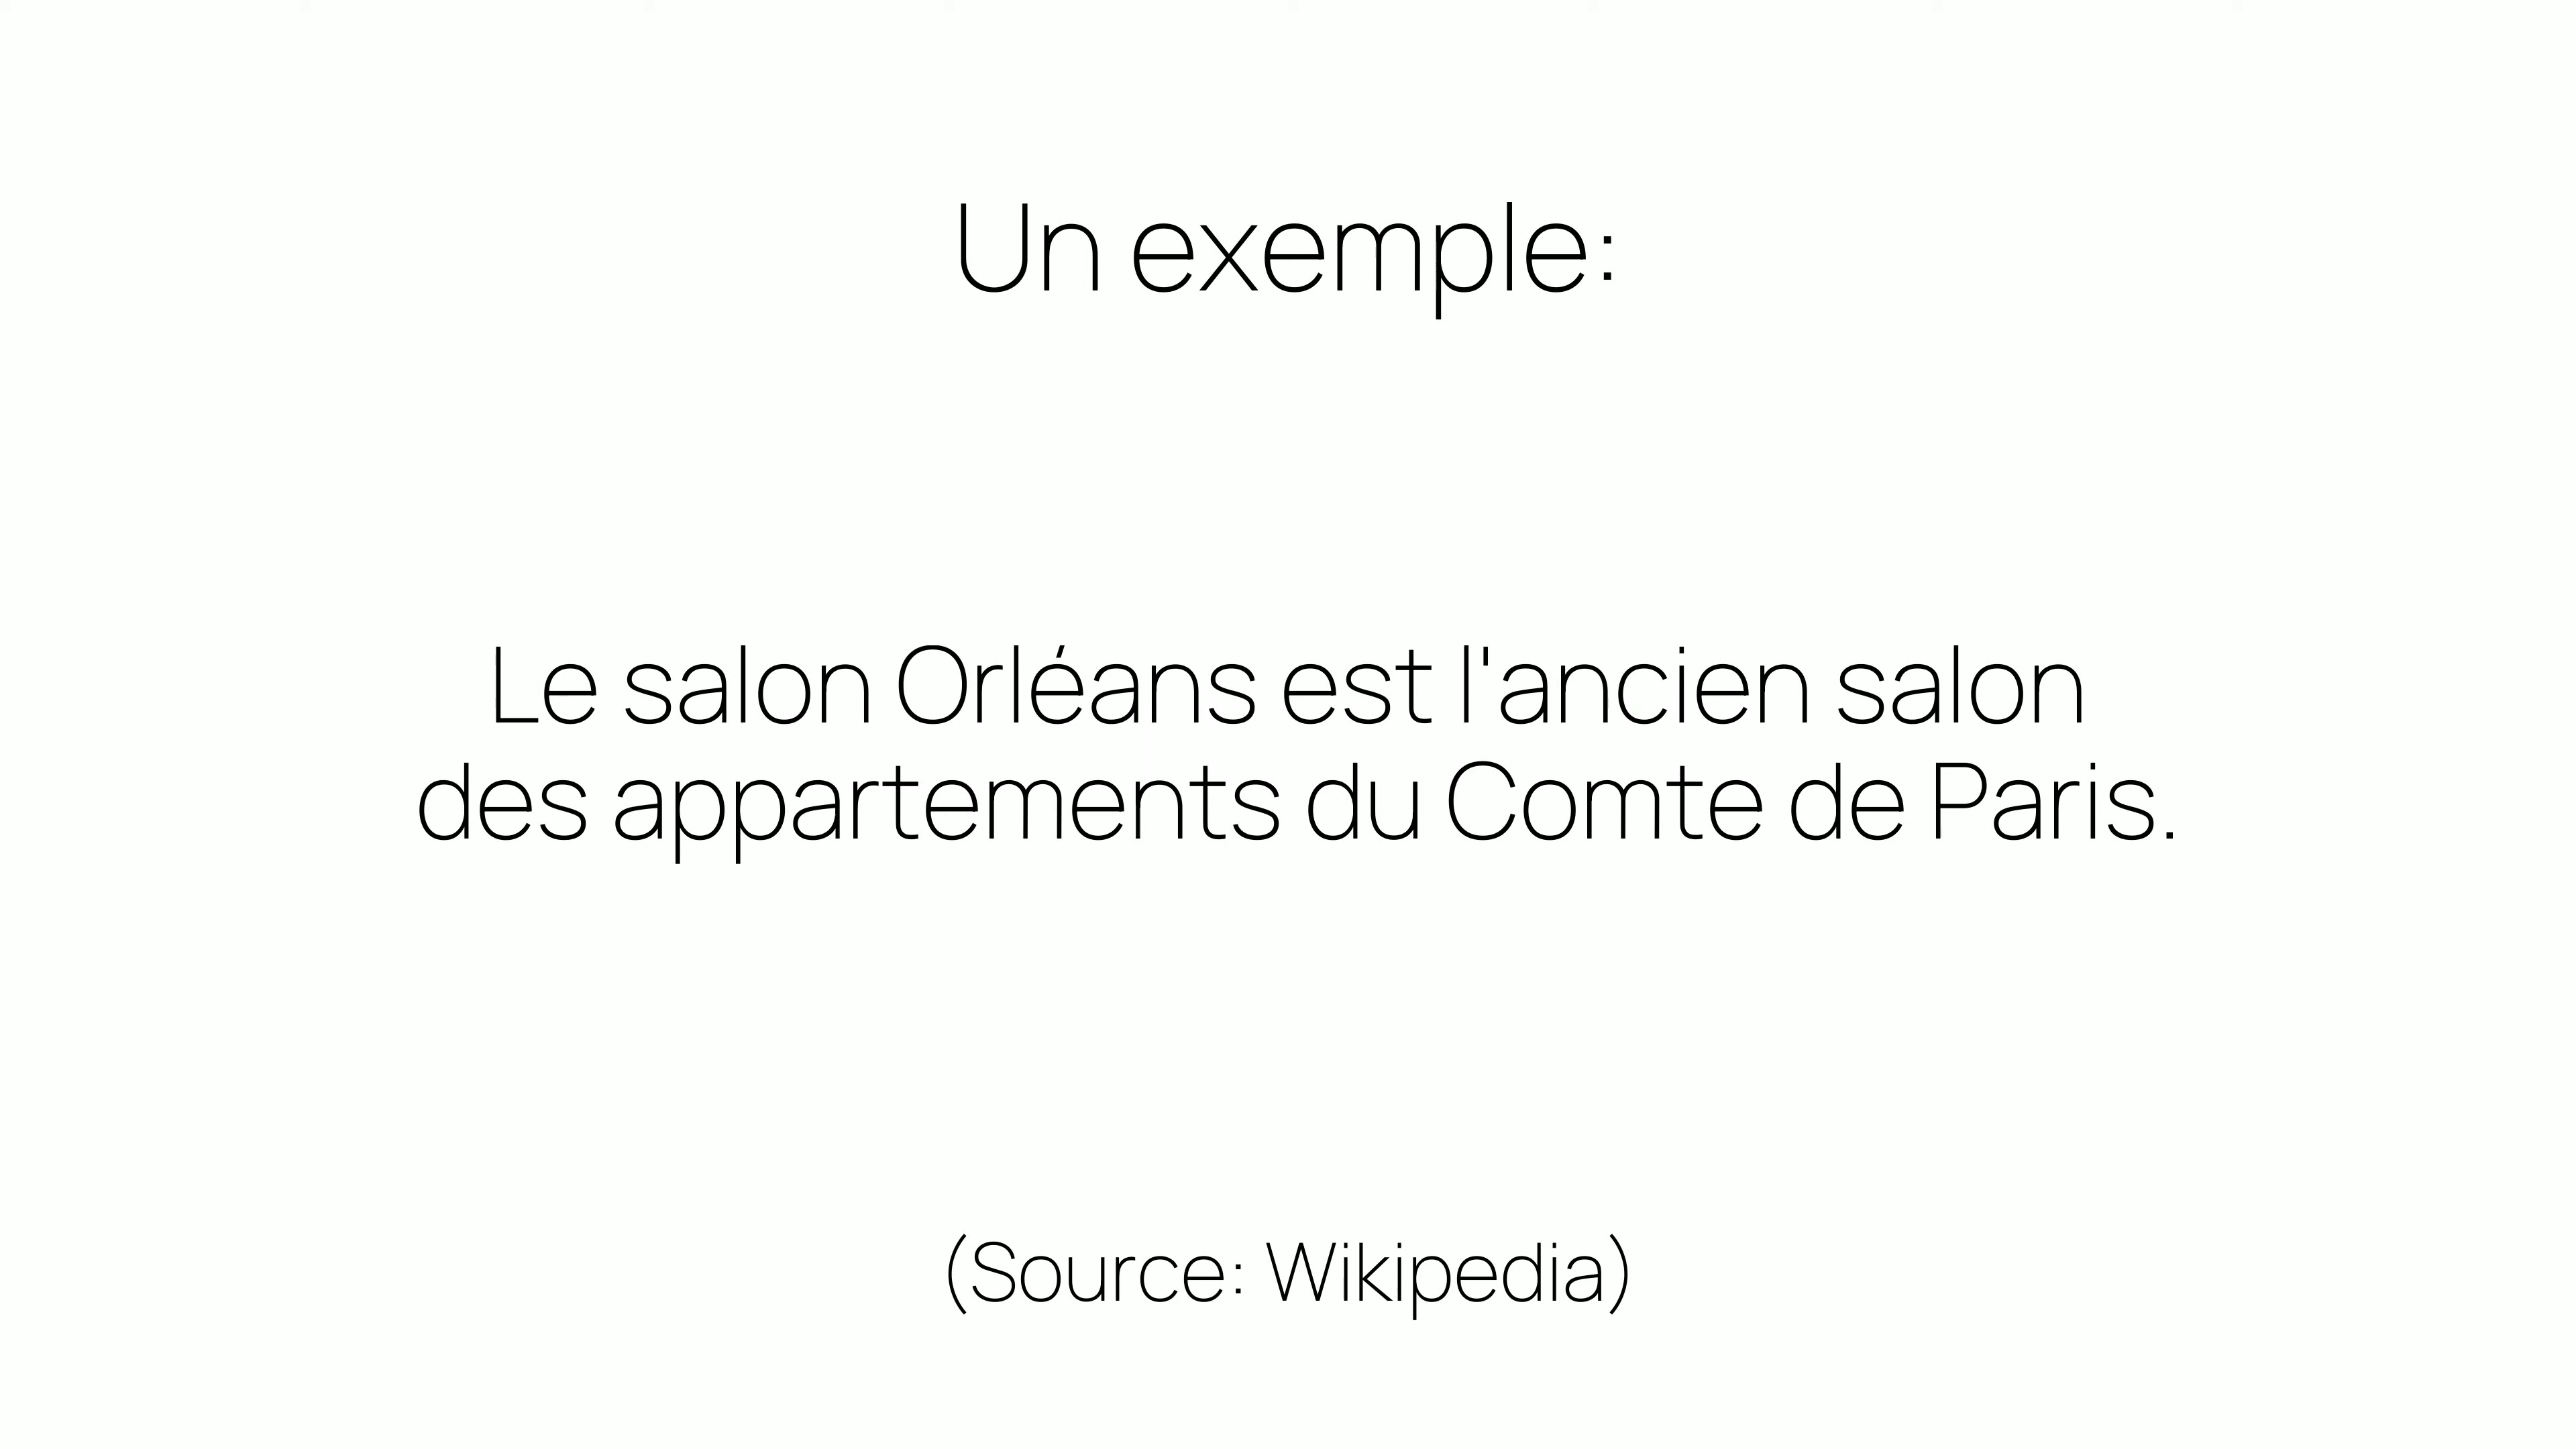 Un exemple:
Le salon Orléans est l'ancien salon
des appartements du Comte de Paris.
(Source: Wikipedia)